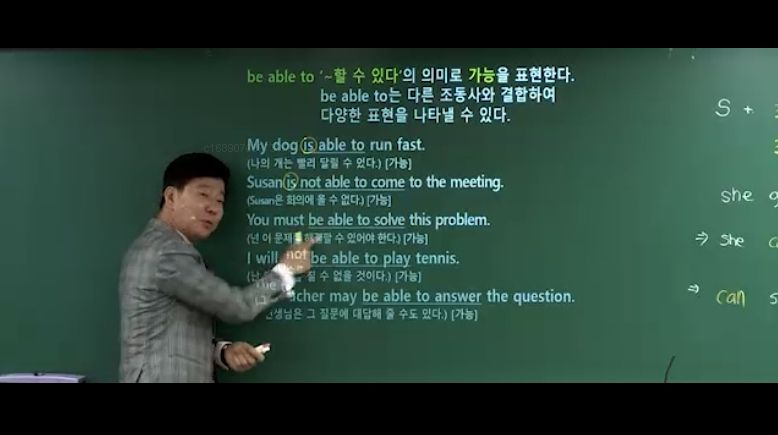 be able to '~할 수 있다'의 의미로 가능을 표현한다.
be able to는 다른 조동사와 결합하여
다양한 표현을 나타낼 수 있다.
My dog is able to run fast.
(나의 개는 빨리 달릴 수 있다.) [가능]
Susan is not able to come to the meeting.
(Susan은 회의에 올 수 없다.) [가능]
You must be able to solve this problem.
(넌 이 문제를 해결할 수 있어야 한다.) [가능]
I will not be able to play tennis.
칠 수 없을 것이다.) [가능]
may be able to answer the question.
선생님은 그 질문에 대답해 줄 수도 있다.) [가능]
S +
she
⇒ she
⇒ can